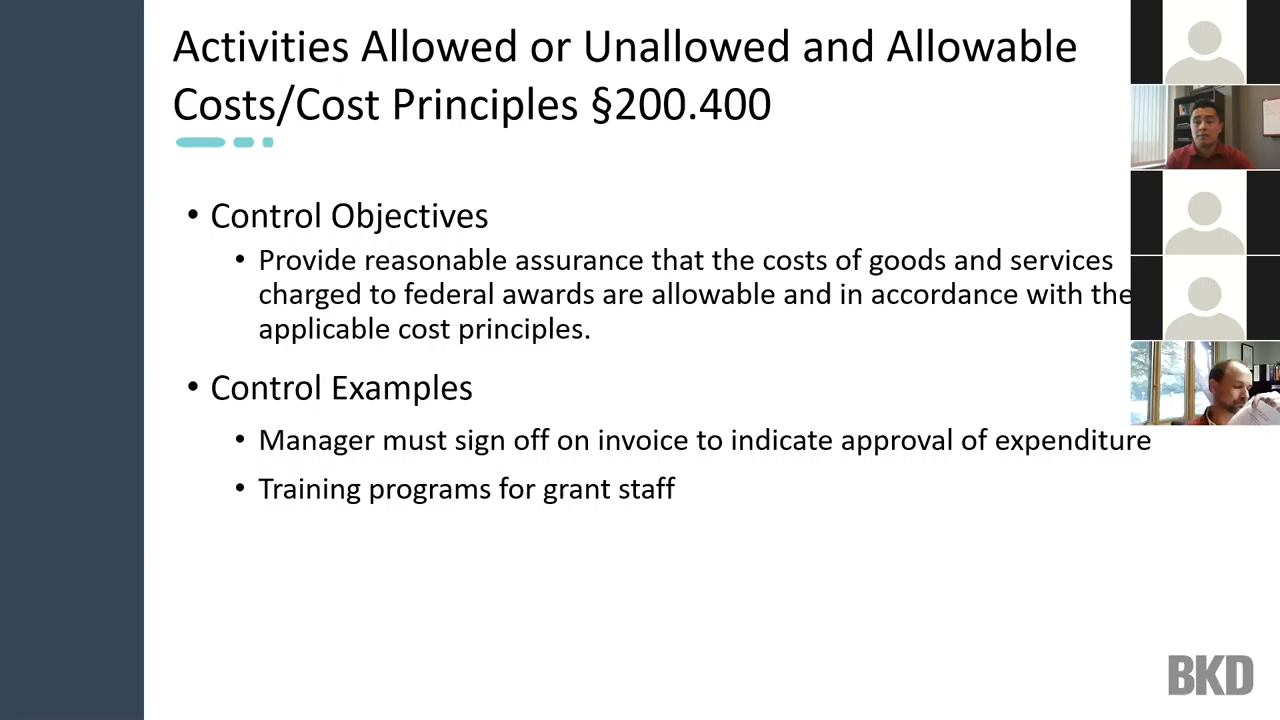 Activities Allowed or Unallowed and Allowable
Costs/Cost Principles §200.400
• Control Objectives
• Provide reasonable assurance that the costs of goods and services
charged to federal awards are allowable and in accordance with the
applicable cost principles.
• Control Examples
• Manager must sign off on invoice to indicate approval of expenditure
• Training programs for grant staff
BKD